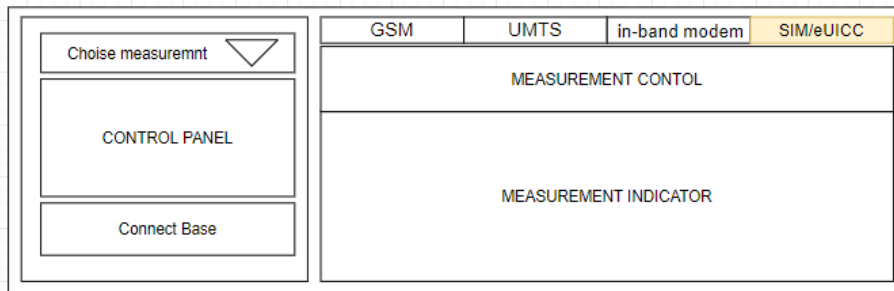 Choise measuremnt
CONTROL PANEL
Connect Base
GSM UMTS in-band modem SIM/eUICC
MEASUREMENT CONTOL
MEASUREMENT INDICATOR